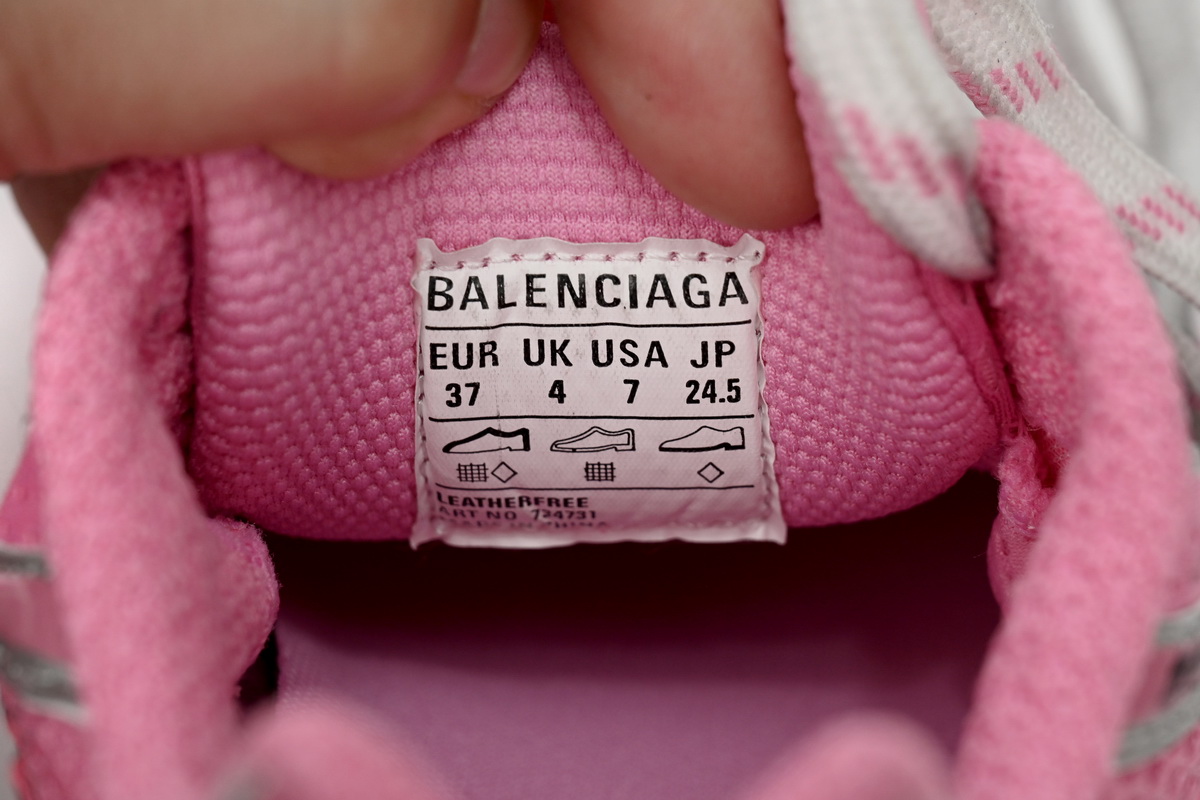 BALENCIAGA
EUR UK USA JP
37 4 7 24.5
LEATHERFREE
ART NO 724731